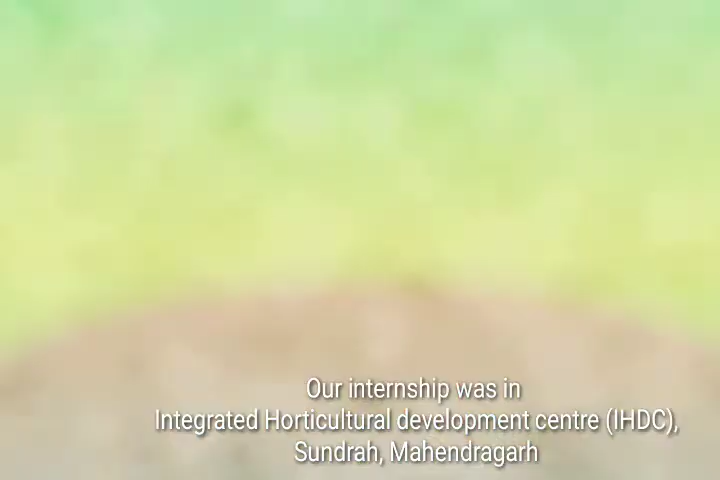 Our internship was in
Integrated Horticultural development centre (IHDC),
Sundrah, Mahendragarh